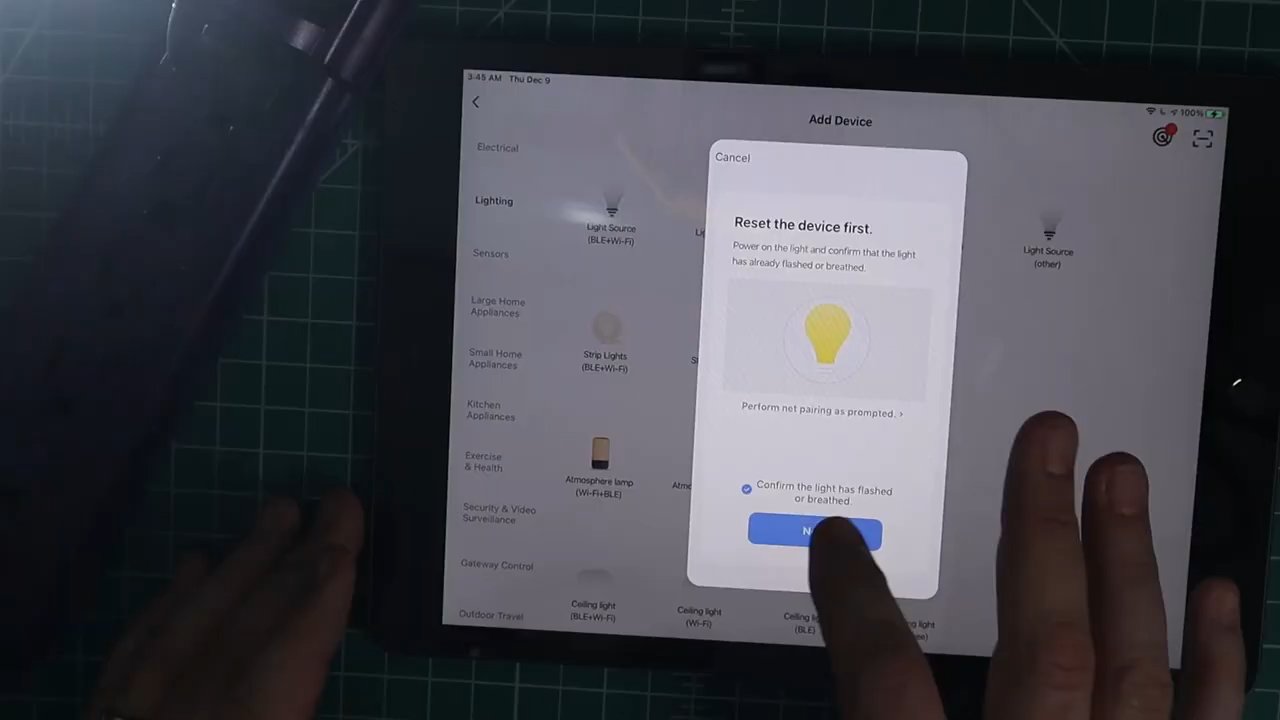 3:45 AM Thu Dec 9
100%
Add Device
Electrical
Lighting
Sensors
Large Home
Appliances
Small Home
Appliances
Kitchen
Appliances
Exercise
& Health
Security & Video
Surveillance
Gateway Control
Outdoor Travel
Light Source
(BLE+Wi-Fi)
Strip Lights
(BLE+Wi-Fi)
Atmosphere lamp
(Wi-Fi+BLE)
Ceiling light
(BLE+Wi-Fi)
Ceiling light
(Wi-Fi)
Ceiling
(BLE)
light
Light Source
(other)
Cancel
Reset the device first.
Power on the light and confirm that the light
has already flashed or breathed.
Perform net pairing as prompted. >
Confirm the light has flashed
or breathed.